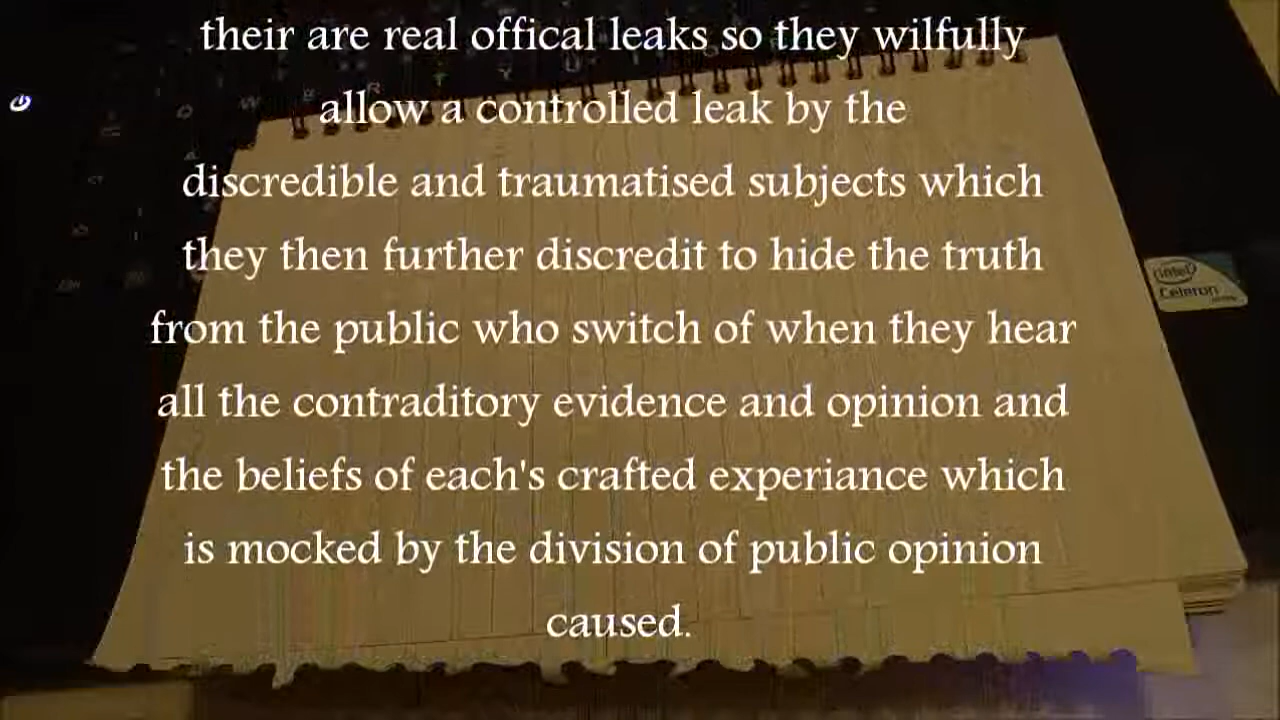 their are real offical leaks so they wilfully
allow a controlled leak by the
discredible and traumatised subjects which
they then further discredit to hide the truth
from the public who switch of when they hear
all the contraditory evidence and opinion and
the beliefs of each's crafted experiance which
is mocked by the division of public opinion
caused.
intel
Celeron